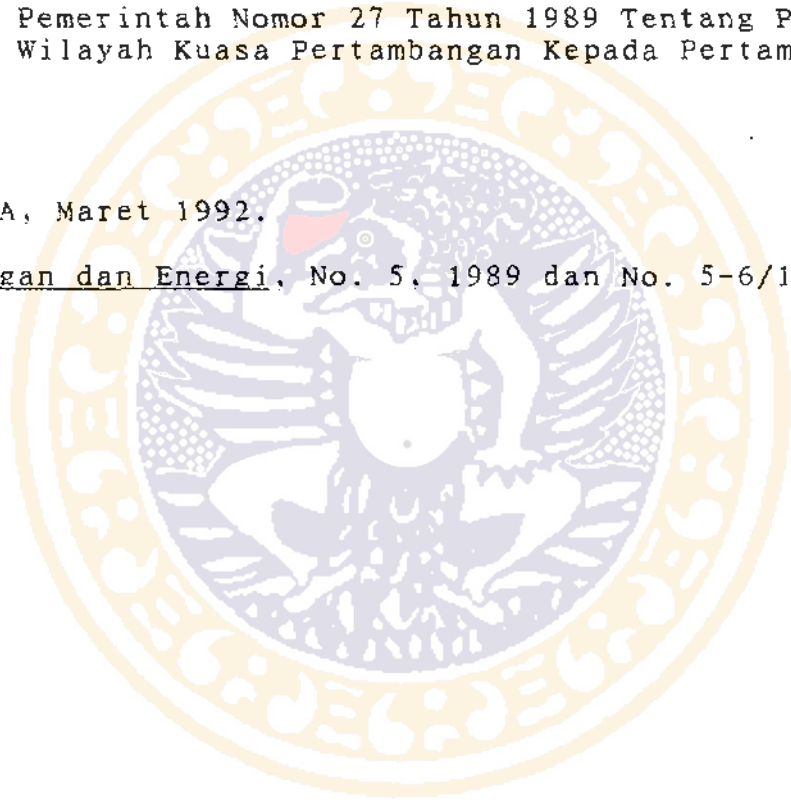 Pemerintah Nomor 27 Tahun 1989 Tentang P
Wilayah Kuasa Pertambangan Kepada Pertam
A, Maret 1992.
gan dan Energi, No. 5, 1989 dan No. 5-6/1